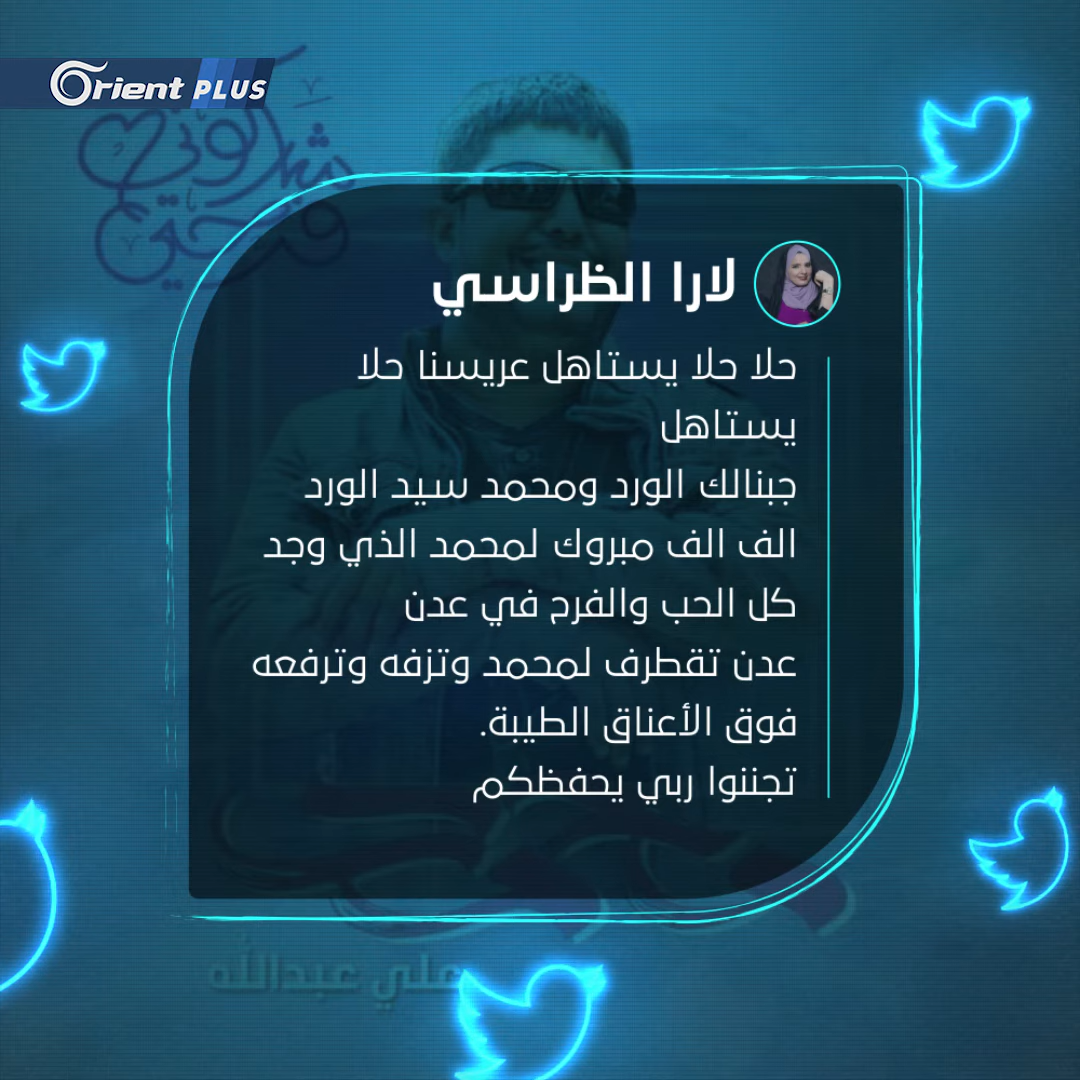 Orient PLUS
لارا الظراسي
حلا حلا يستاهل عريسنا حلا
يستاهل
جبنالك الورد ومحمد سيد الورد
الف الف مبروك لمحمد الذي وجد
كل الحب والفرح في عدن
عدن تقطرف لمحمد وتزفه وترفعه
فوق الأعناق الطيبة.
تجننوا ربي يحفظكم
علي عبدالله